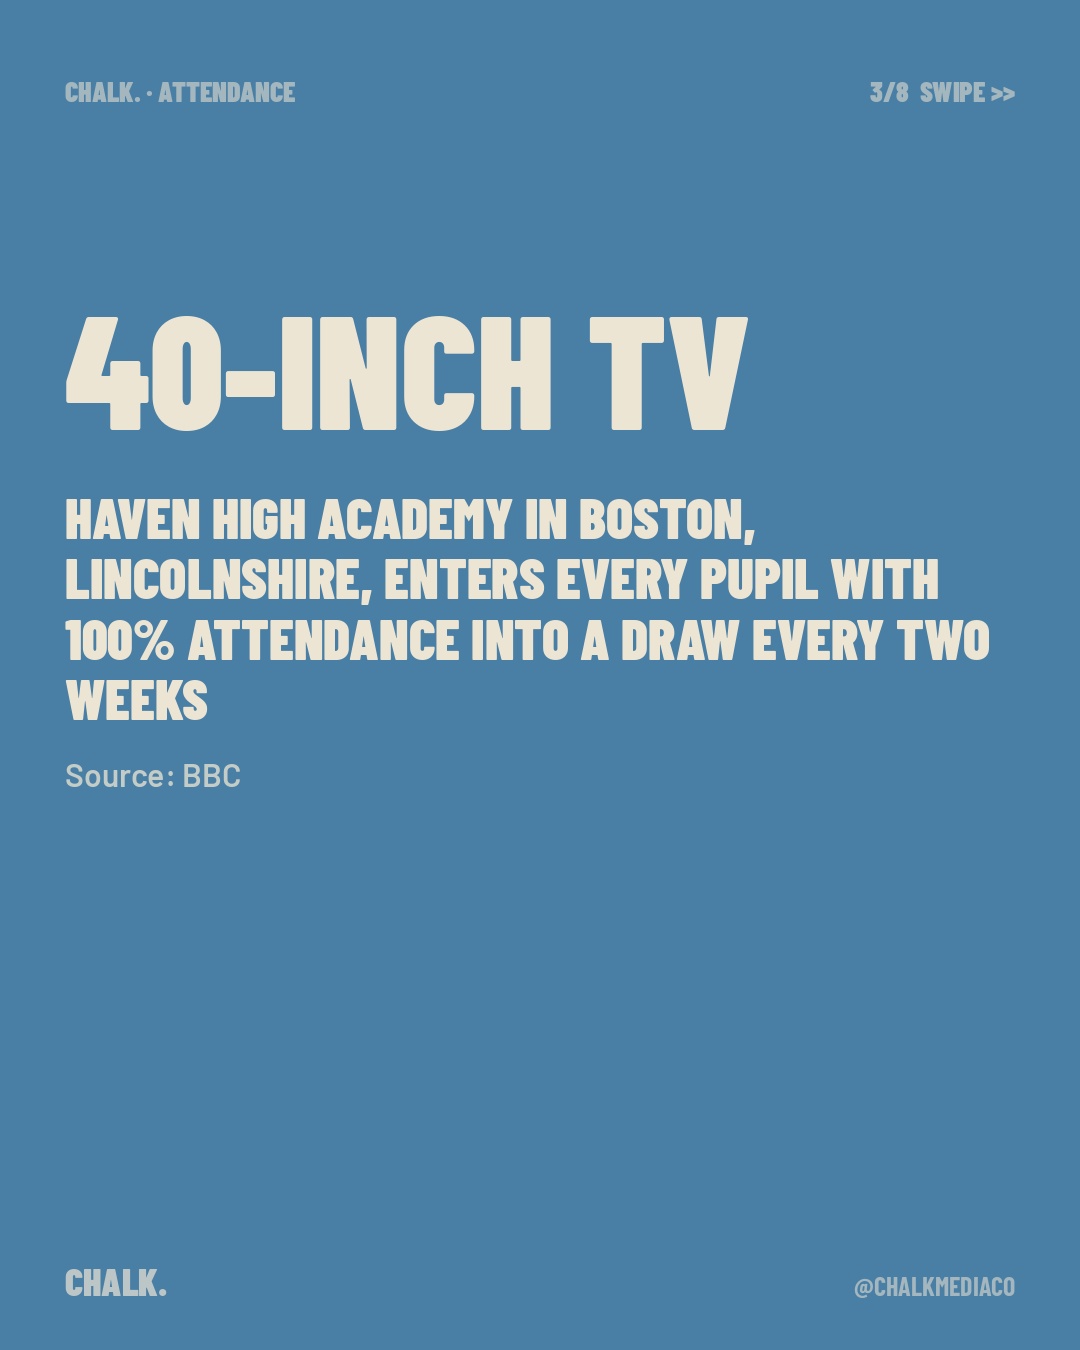 CHALK. · ATTENDANCE
3/8 SWIPE >>
40-INCH TV
HAVEN HIGH ACADEMY IN BOSTON,
LINCOLNSHIRE, ENTERS EVERY PUPIL WITH
100% ATTENDANCE INTO A DRAW EVERY TWO
WEEKS
Source: BBC
CHALK.
@CHALKMEDIACO